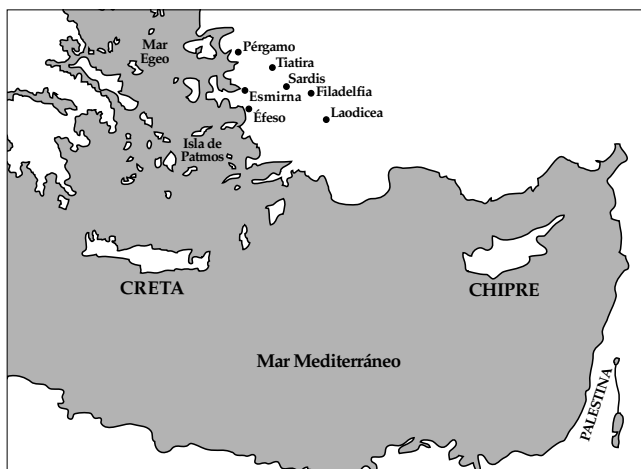 Mar
Egeo
Pérgamo
Tiatira
Sardis
Esmirna
Filadelfia
Éfeso
Laodicea
Isla de
Patmos
CRETA
CHIPRE
Mar Mediterráneo
PALESTINA